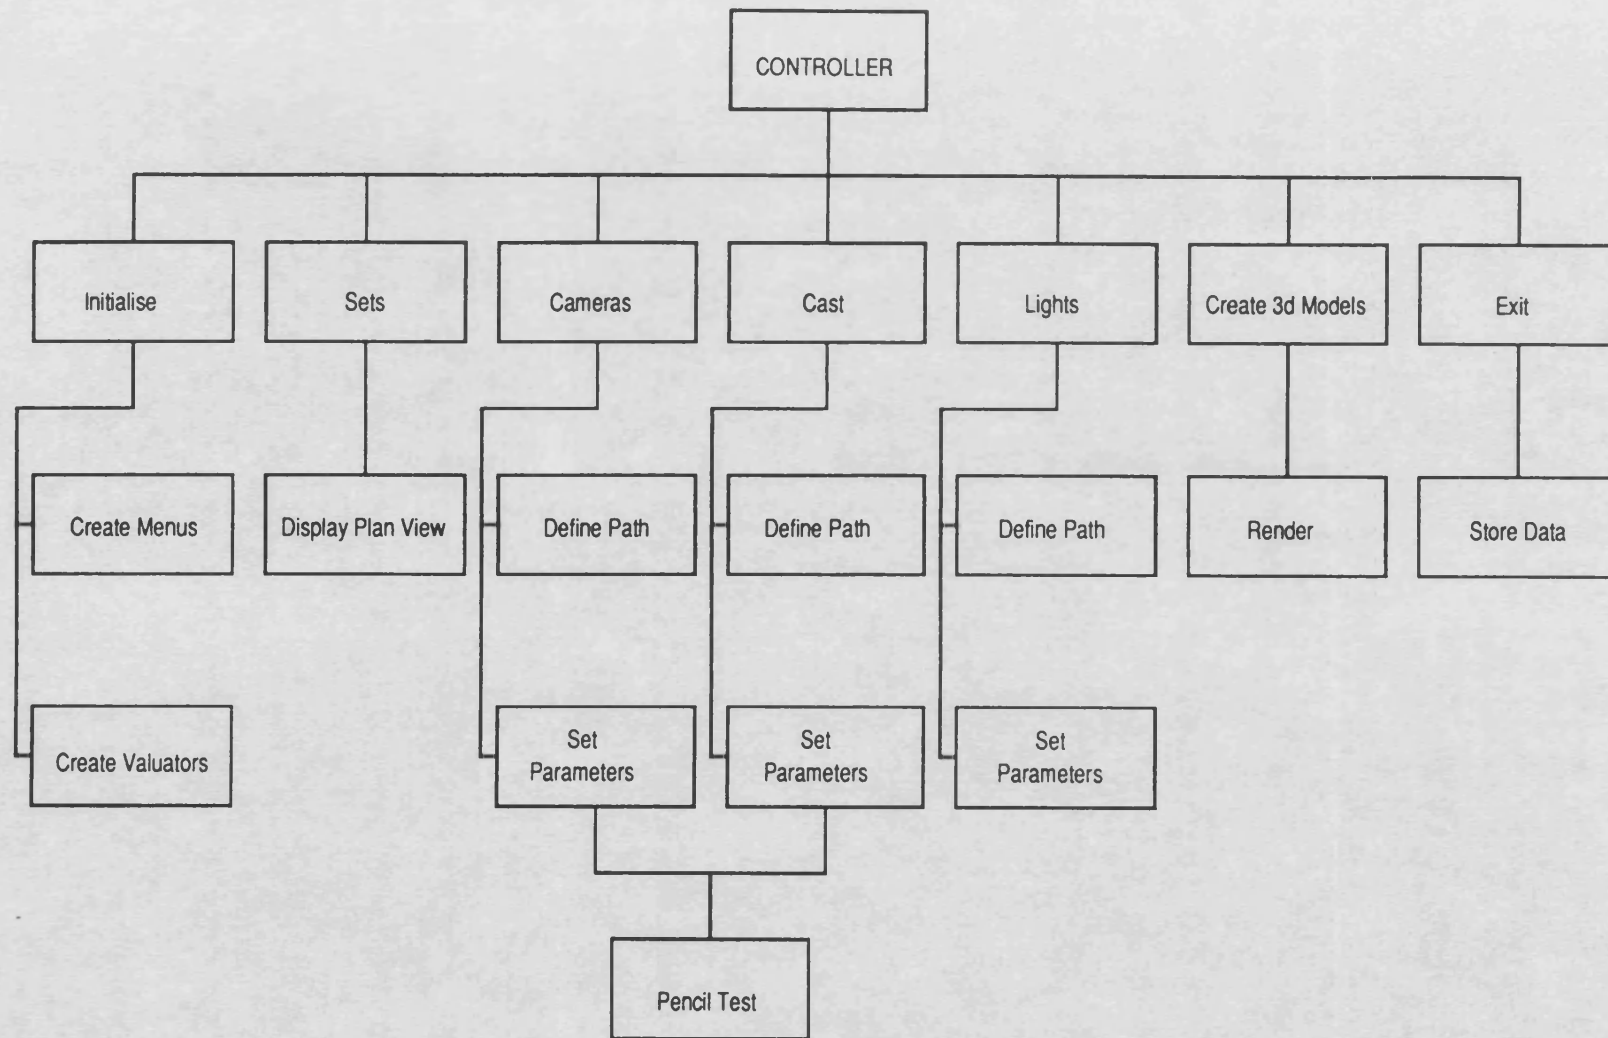 CONTROLLER
Initialise
Sets
Cameras
Cast
Lights
Create 3d Models
Exit
Create Menus
Display Plan View
Define Path
Define Path
Define Path
Render
Store Data
Create Valuators
Set
Parameters
Set
Parameters
Set
Parameters
Pencil Test